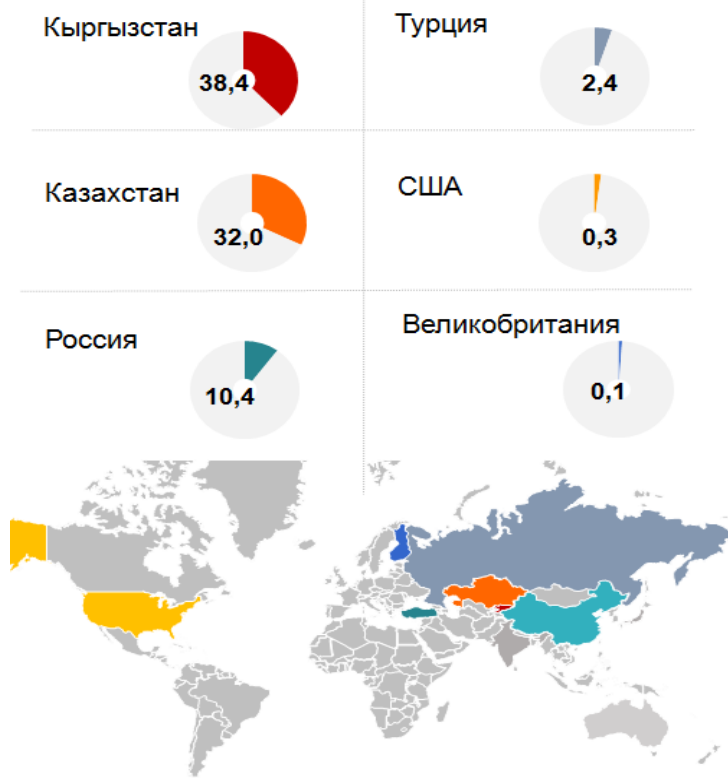 Кыргызстан
38,4
Турция
2,4
Казахстан
32,0
США
0,3
Россия
10,4
Великобритания
0,1